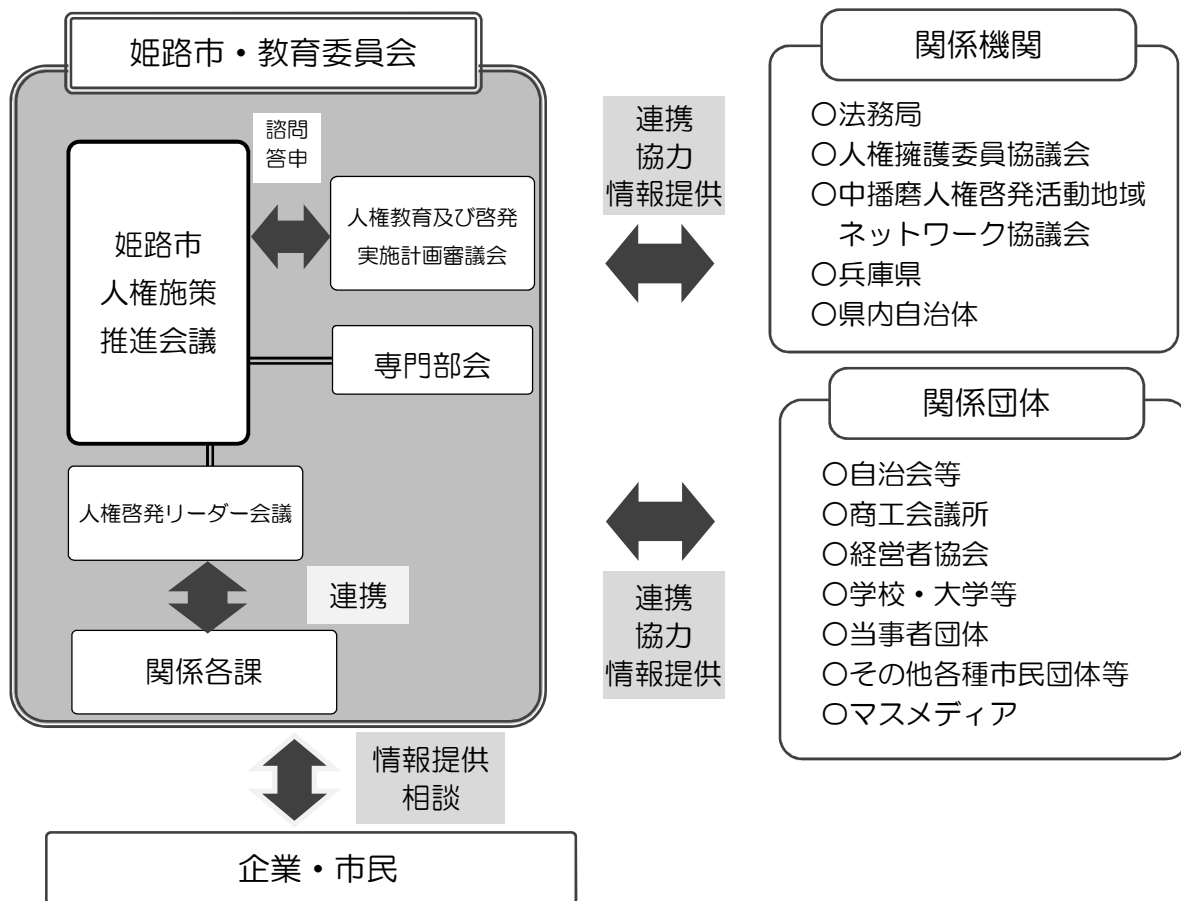 姫路市・教育委員会
諮問
答申
姫路市
人権施策
推進会議
人権教育及び啓発
実施計画審議会
専門部会
人権啓発リーダー会議
連携
関係各課
情報提供
相談
企業・市民
連携
協力
情報提供
関係機関
○法務局
○人権擁護委員協議会
○中播磨人権啓発活動地域
ネットワーク協議会
○兵庫県
○県内自治体
連携
協力
情報提供
関係団体
○自治会等
○商工会議所
○経営者協会
○学校・大学等
○当事者団体
○その他各種市民団体等
○マスメディア